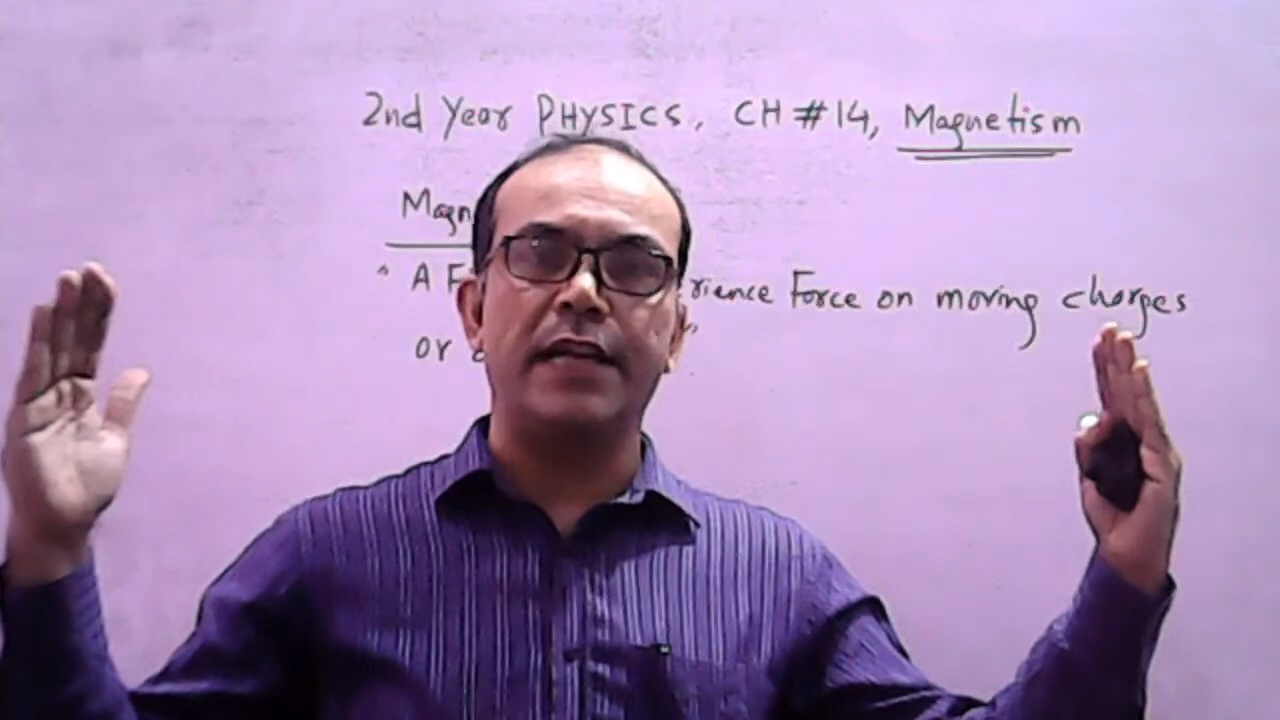 2nd Year PHYSICS, CH #14, Magnetism
Magn
" A F rience Force on moving charges
or "